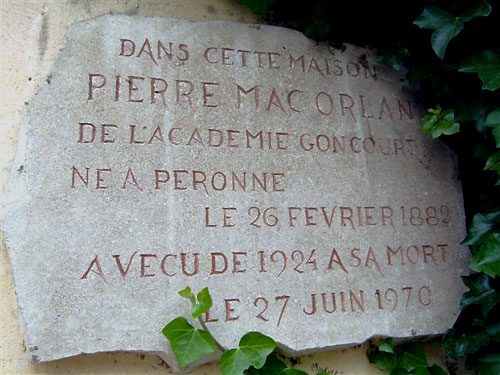 DANS CETTE MAISON
PIERRE MAC ORLAN
DE L'ACADEMIE GONCOURT
NE A PERONNE
LE 26 FEVRIER 1882
A VECU DE 1924 A SA MORT
LE 27 JUIN 1970